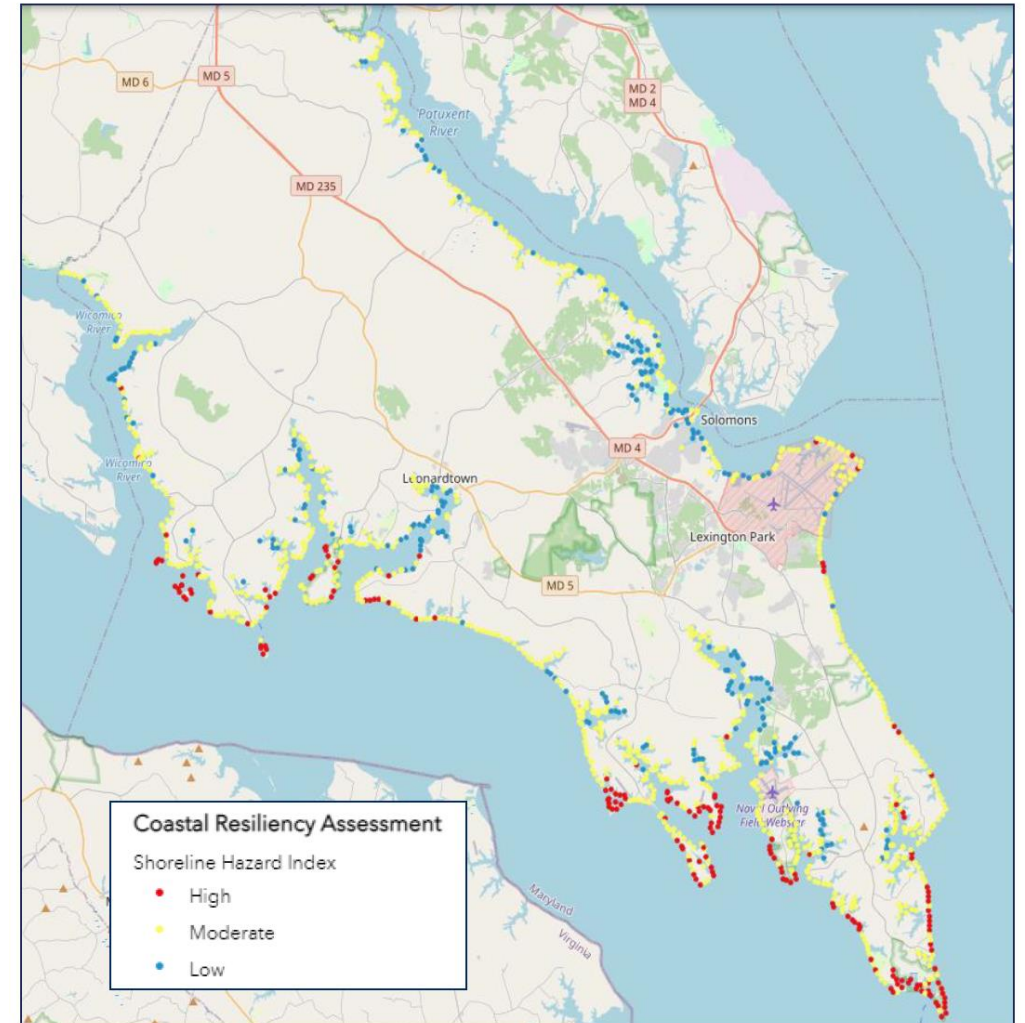 MD 6
MD 5
MD 2
MD 4
Patuxent
River
MD 235
Wicomico
River
Solomons
MD 4
Wicomico
River
Leonardtown
Lexington Park
MD 5
Naval Outlying
Field Webster
Maryland
Virginia
Coastal Resiliency Assessment
Shoreline Hazard Index
High
Moderate
Low